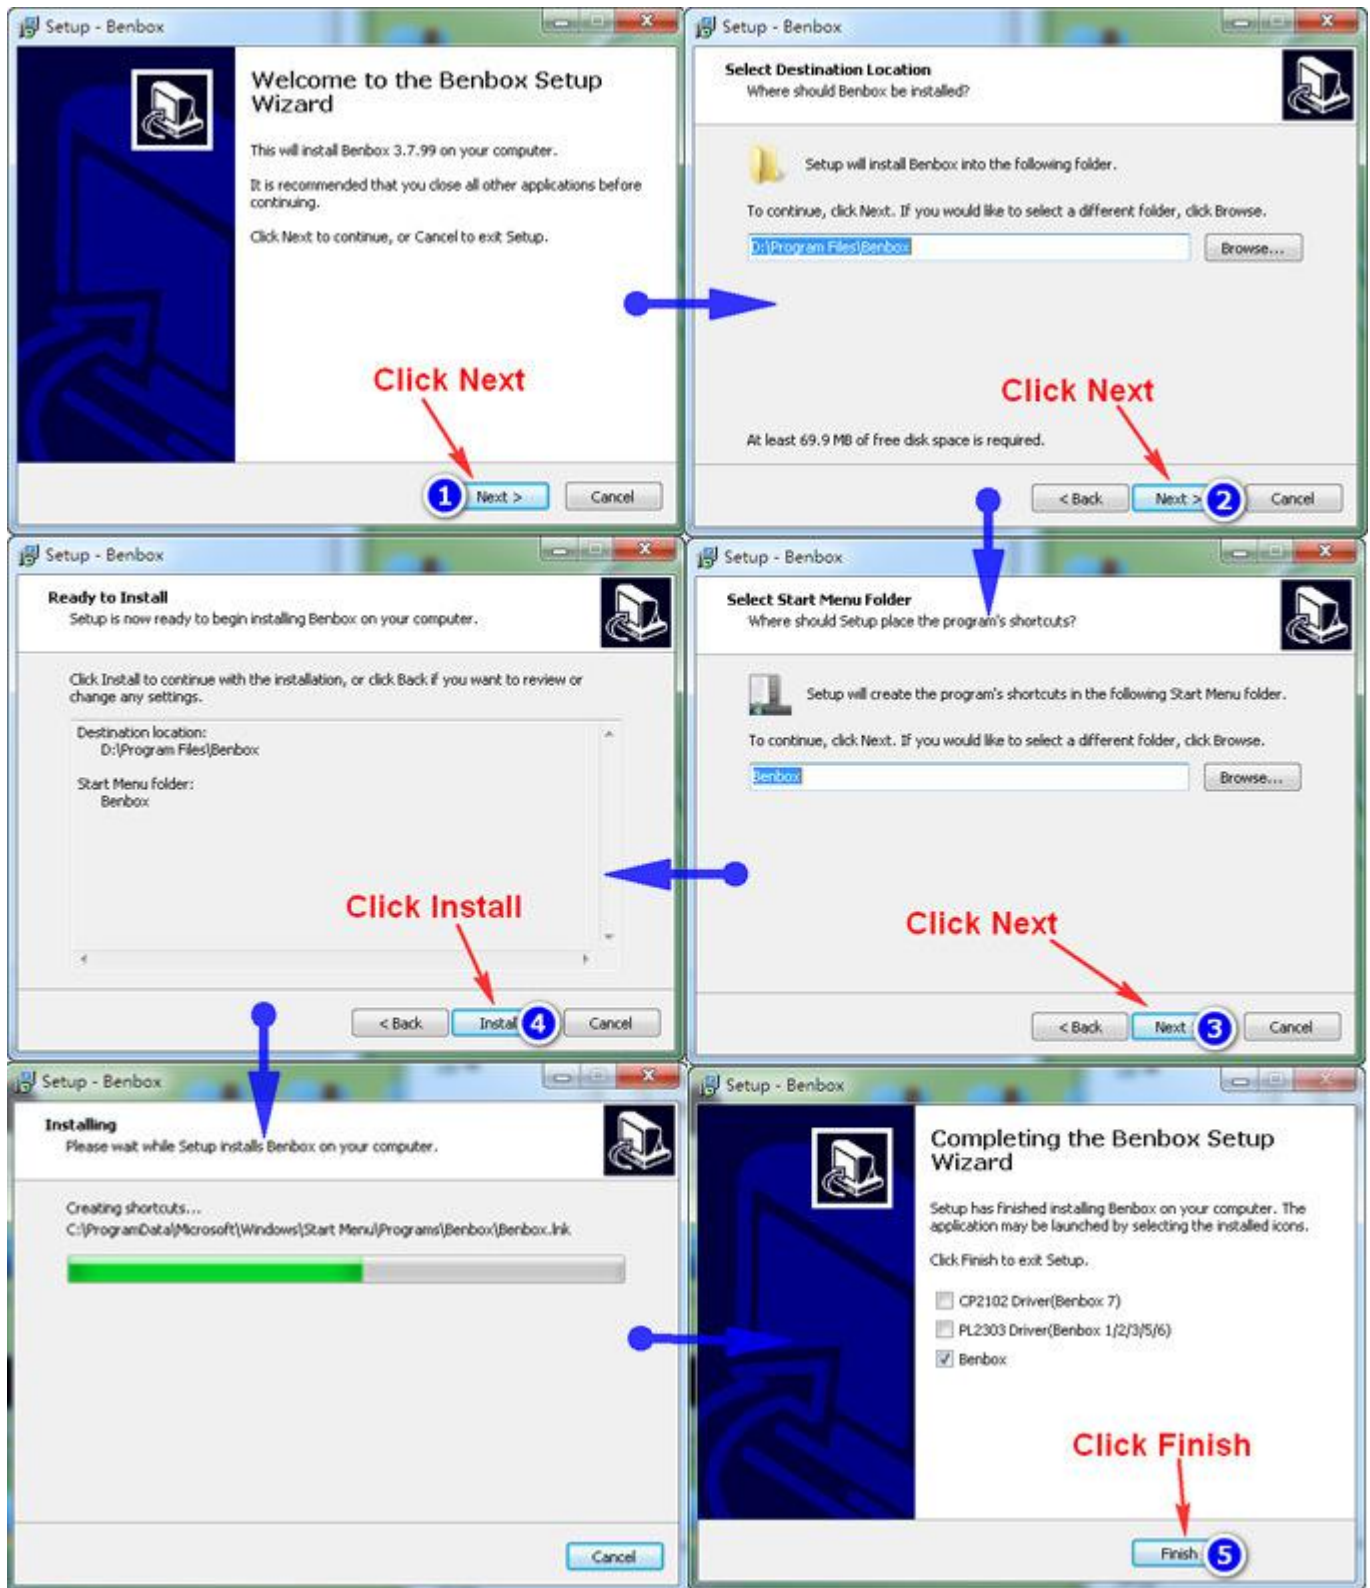 Setup - Benbox
Welcome to the Benbox Setup
Wizard
This will install Benbox 3.7.99 on your computer.
It is recommended that you close all other applications before
continuing.
Click Next to continue, or Cancel to exit Setup.
Click Next
1
Next >
Cancel
Setup - Benbox
Select Destination Location
Where should Benbox be installed?
Setup will install Benbox into the following folder.
To continue, click Next. If you would like to select a different folder, click Browse.
D:\Program Files\Benbox
Browse...
Click Next
At least 69.9 MB of free disk space is required.
< Back
Next >
2
Cancel
Setup - Benbox
Select Start Menu Folder
Where should Setup place the program's shortcuts?
Setup will create the program's shortcuts in the following Start Menu folder.
To continue, click Next. If you would like to select a different folder, click Browse.
Benbox
Browse...
Click Next
< Back
Next
3
Cancel
Setup - Benbox
Ready to Install
Setup is now ready to begin installing Benbox on your computer.
Click Install to continue with the installation, or click Back if you want to review or
change any settings.
Destination location:
D:\Program Files\Benbox
Start Menu folder:
Benbox
Click Install
< Back
Instal
4
Cancel
Setup - Benbox
Installing
Please wait while Setup installs Benbox on your computer.
Creating shortcuts...
C:\ProgramData\Microsoft\Windows\Start Menu\Programs\Benbox\Benbox.lnk
Cancel
Setup - Benbox
Completing the Benbox Setup
Wizard
Setup has finished installing Benbox on your computer. The
application may be launched by selecting the installed icons.
Click Finish to exit Setup.
CP2102 Driver(Benbox 7)
PL2303 Driver(Benbox 1/2/3/5/6)
Benbox
Click Finish
Finish
5